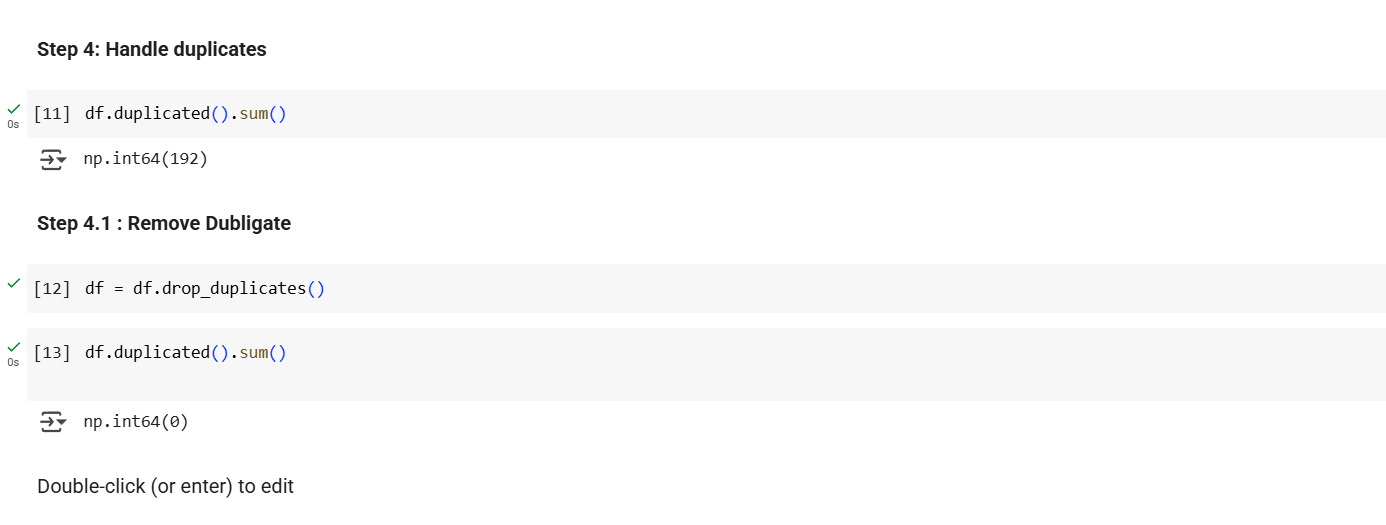 Step 4: Handle duplicates
[11] df.duplicated().sum()
0s
np.int64(192)
Step 4.1 : Remove Dubligate
[12] df = df.drop_duplicates()
[13] df.duplicated().sum()
0s
np.int64(0)
Double-click (or enter) to edit